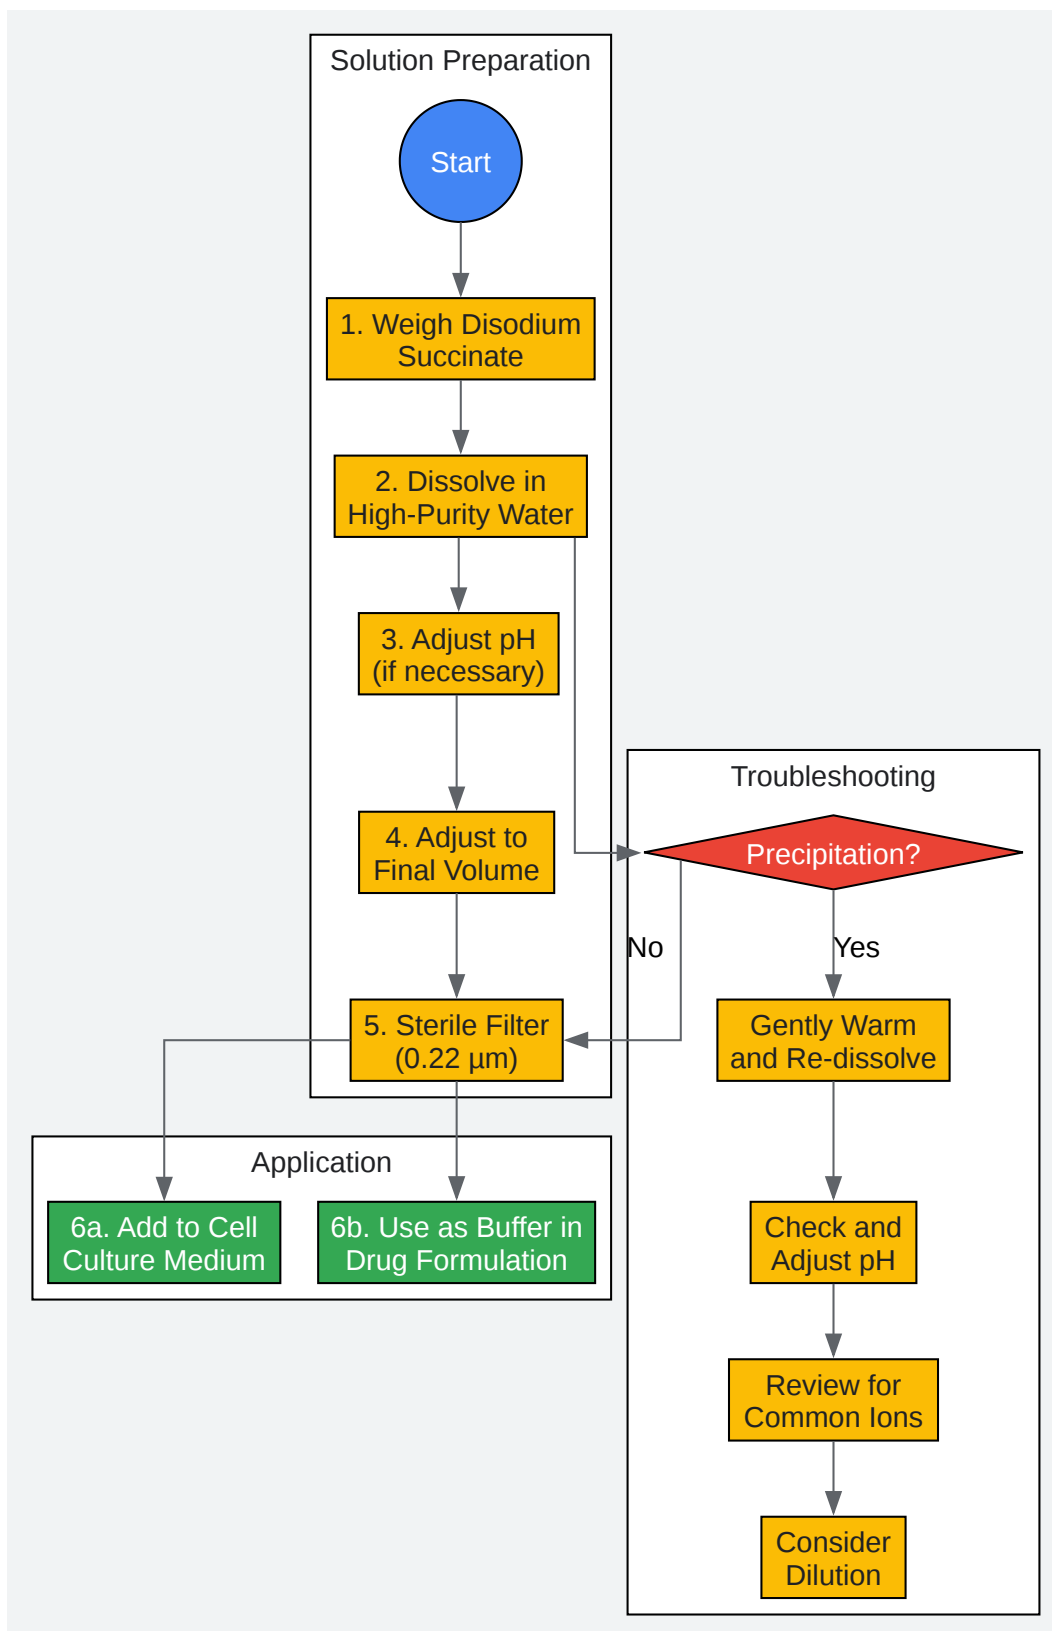 Solution Preparation
Start
1. Weigh Disodium
Succinate
2. Dissolve in
High-Purity Water
3. Adjust pH
(if necessary)
4. Adjust to
Final Volume
5. Sterile Filter
(0.22 µm)
Application
6a. Add to Cell
Culture Medium
6b. Use as Buffer in
Drug Formulation
Troubleshooting
Precipitation?
No
Yes
Gently Warm
and Re-dissolve
Check and
Adjust pH
Review for
Common Ions
Consider
Dilution